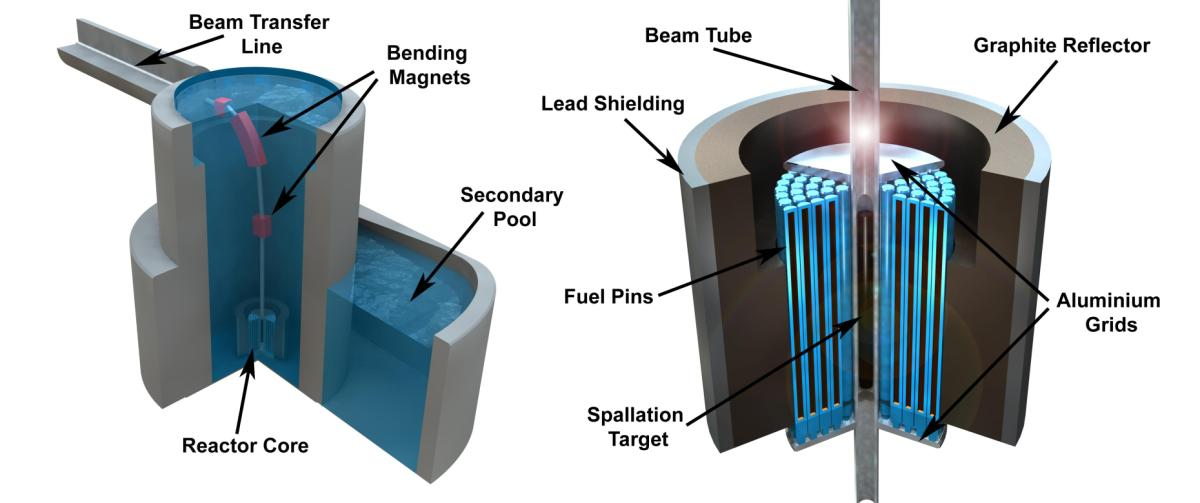 Beam Transfer
Line
Bending
Magnets
Secondary
Pool
Reactor Core
Beam Tube
Graphite Reflector
Lead Shielding
Fuel Pins
Aluminium
Grids
Spallation
Target